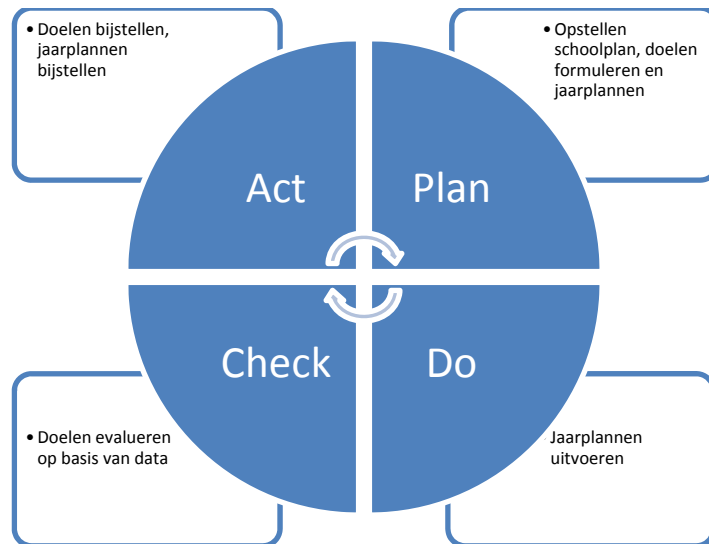 • Doelen bijstellen,
jaarplannen
bijstellen
• Opstellen
schoolplan, doelen
formuleren en
jaarplannen
Act
Plan
Check
Do
• Doelen evalueren
op basis van data
Jaarplannen
uitvoeren